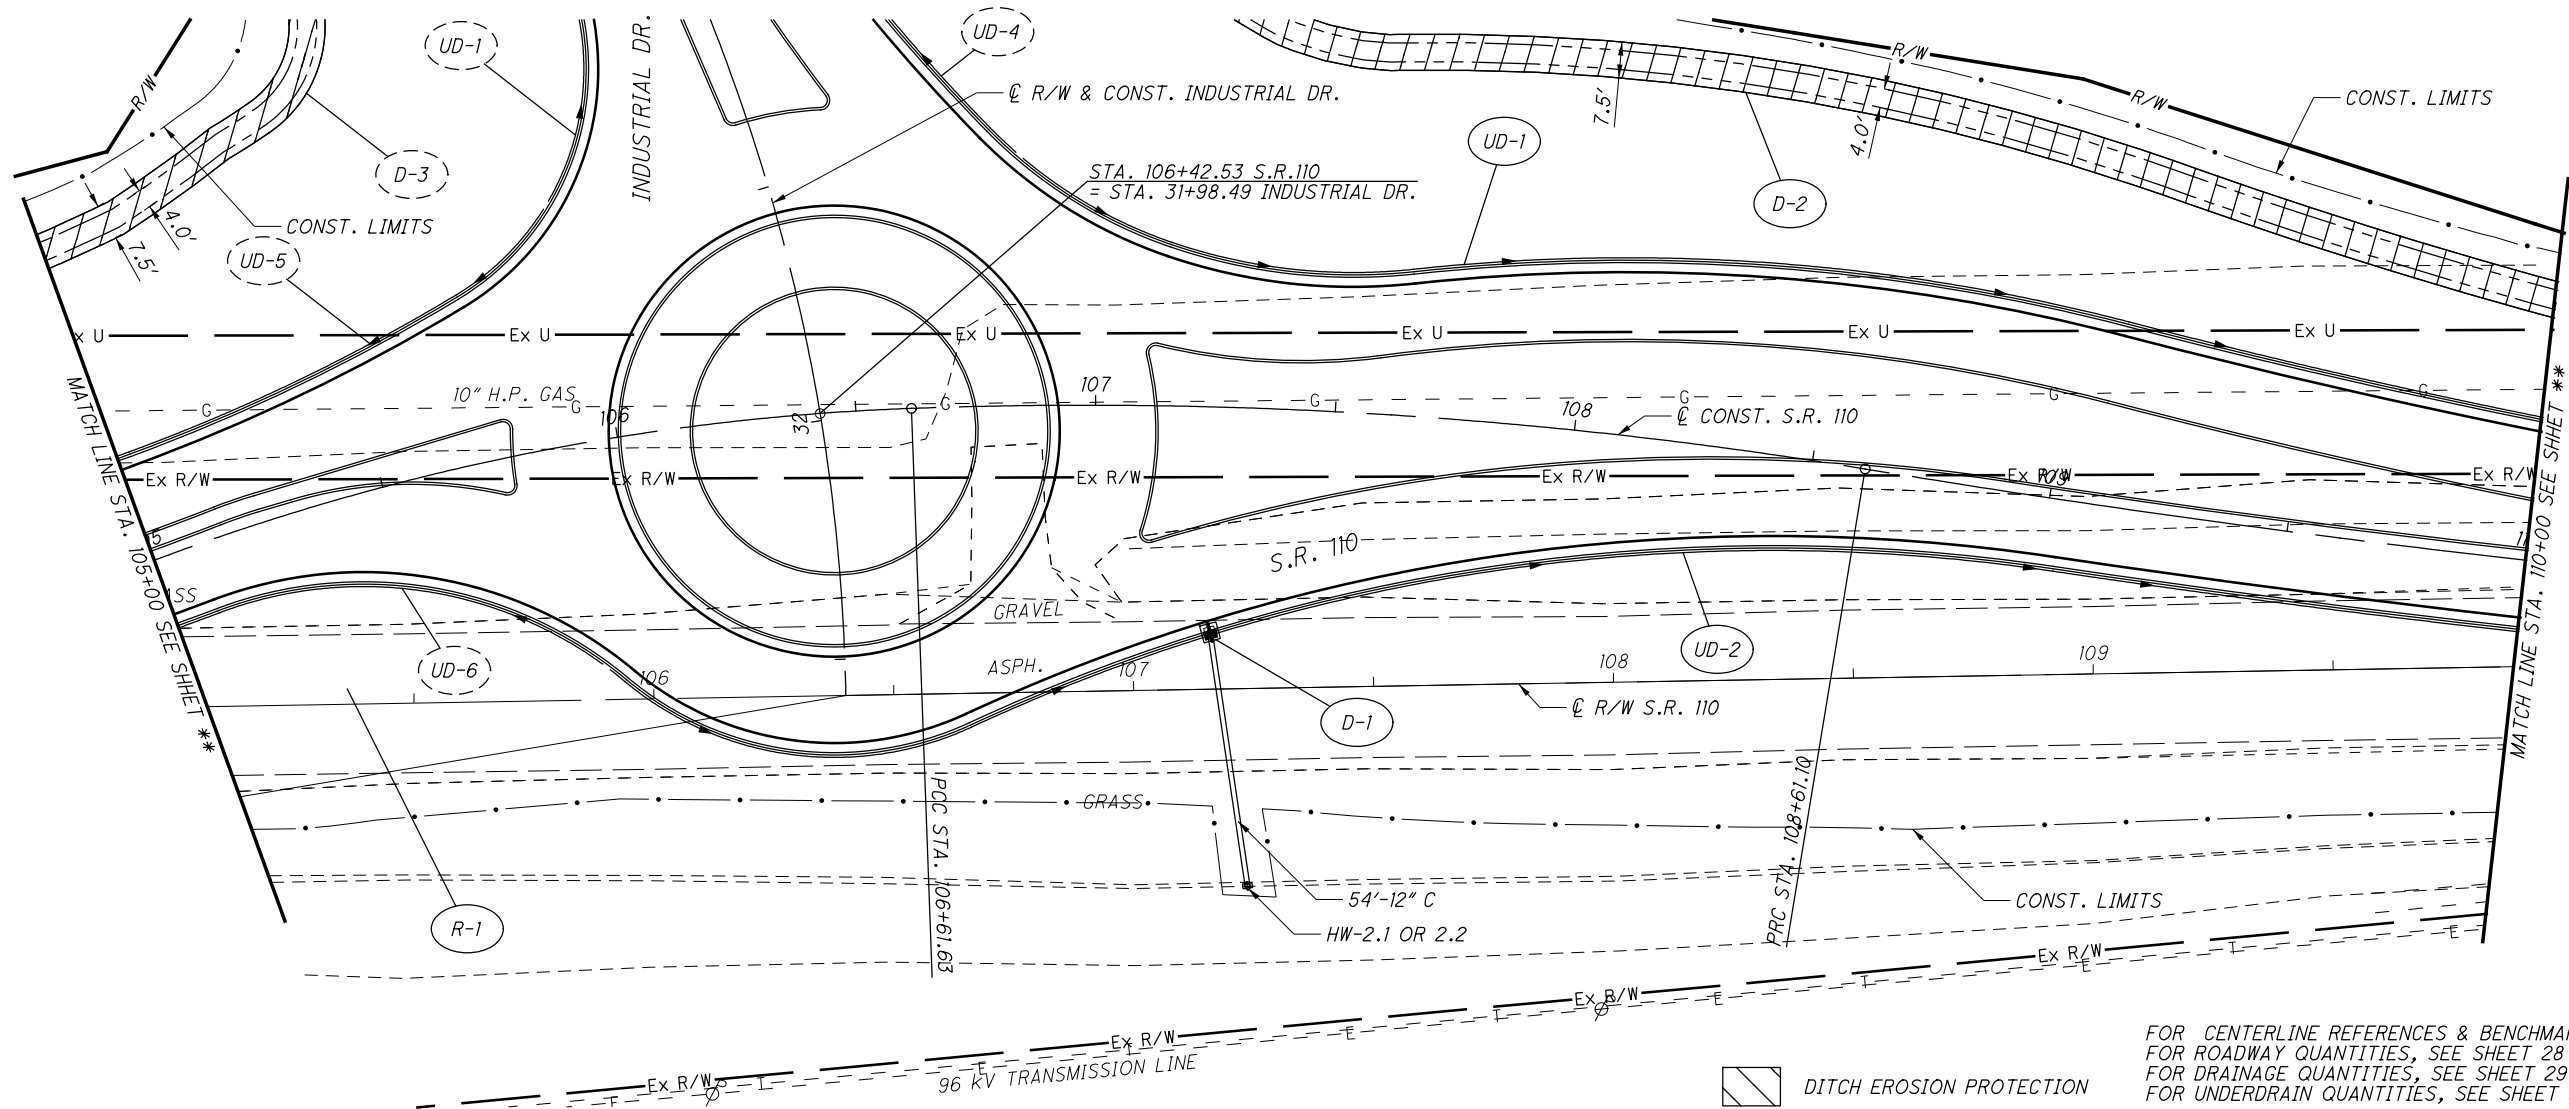 INDUSTRIAL DR.
R/W
UD-1
UD-4
℄ R/W & CONST. INDUSTRIAL DR.
R/W
R/W
CONST. LIMITS
7.5'
4.0'
UD-1
D-3
D-2
STA. 106+42.53 S.R.110
= STA. 31+98.49 INDUSTRIAL DR.
CONST. LIMITS
4.0'
7.5'
UD-5
x U
Ex U
Ex U
Ex U
Ex U
Ex U
10" H.P. GAS
G
G
G
G
G
G
G
106
107
108
109
32
℄ CONST. S.R. 110
Ex R/W
Ex R/W
Ex R/W
Ex R/W
Ex R/W
Ex R/W
MATCH LINE STA. 105+00 SEE SHHET **
MATCH LINE STA. 110+00 SEE SHHET **
5
11
S.R. 110
ASS
GRAVEL
ASPH.
UD-6
UD-2
106
107
108
109
D-1
℄ R/W S.R. 110
PCC STA. 106+61.63
PRC STA. 108+61.10
GRASS
R-1
54'-12" C
HW-2.1 OR 2.2
CONST. LIMITS
Ex R/W
Ex R/W
Ex R/W
Ex R/W
E
T
E
T
E
T
E
T
E
T
E
96 KV TRANSMISSION LINE
DITCH EROSION PROTECTION
FOR CENTERLINE REFERENCES & BENCHMA
FOR ROADWAY QUANTITIES, SEE SHEET 28
FOR DRAINAGE QUANTITIES, SEE SHEET 29
FOR UNDERDRAIN QUANTITIES, SEE SHEET